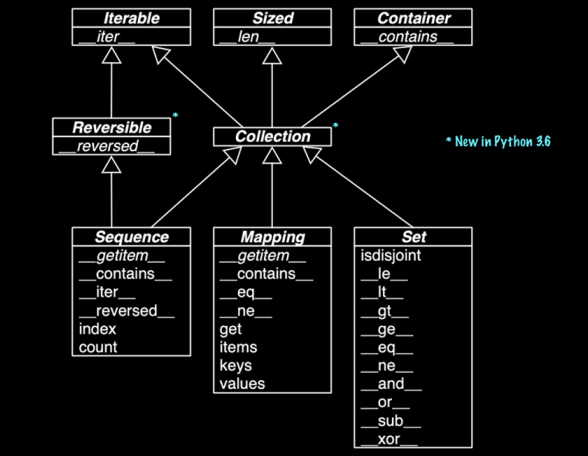 Iterable
__iter__
Sized
__len__
Container
__contains__
Reversible
*
__reversed__
Collection
*
* New in Python 3.6
Sequence
__getitem__
__contains__
__iter__
__reversed__
index
count
Mapping
__getitem__
__contains__
__eq__
__ne__
get
items
keys
values
Set
isdisjoint
__le__
__lt__
__gt__
__ge__
__eq__
__ne__
__and__
__or__
__sub__
__xor__